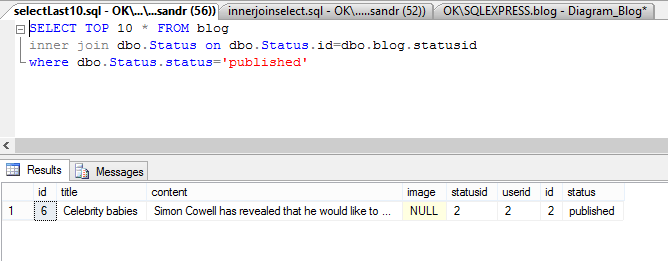 selectLast10.sql - OK\...\...sandr (56))
innerjoinselect.sql - OK\.....sandr (52))
OK\SQLEXPRESS.blog - Diagram_Blog*
SELECT TOP 10 * FROM blog
inner join dbo.Status on dbo.Status.id=dbo.blog.statusid
where dbo.Status.status='published'
Results Messages
id title content image statusid userid id status
1 6 Celebrity babies Simon Cowell has revealed that he would like to ... NULL 2 2 2 published